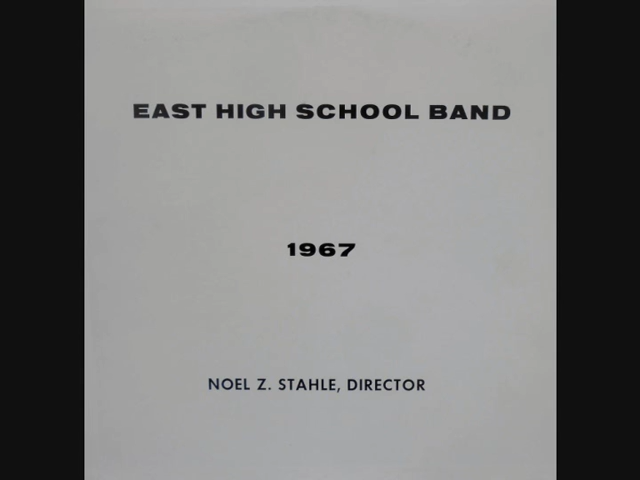 EAST HIGH SCHOOL BAND
1967
NOEL Z. STAHLE, DIRECTOR